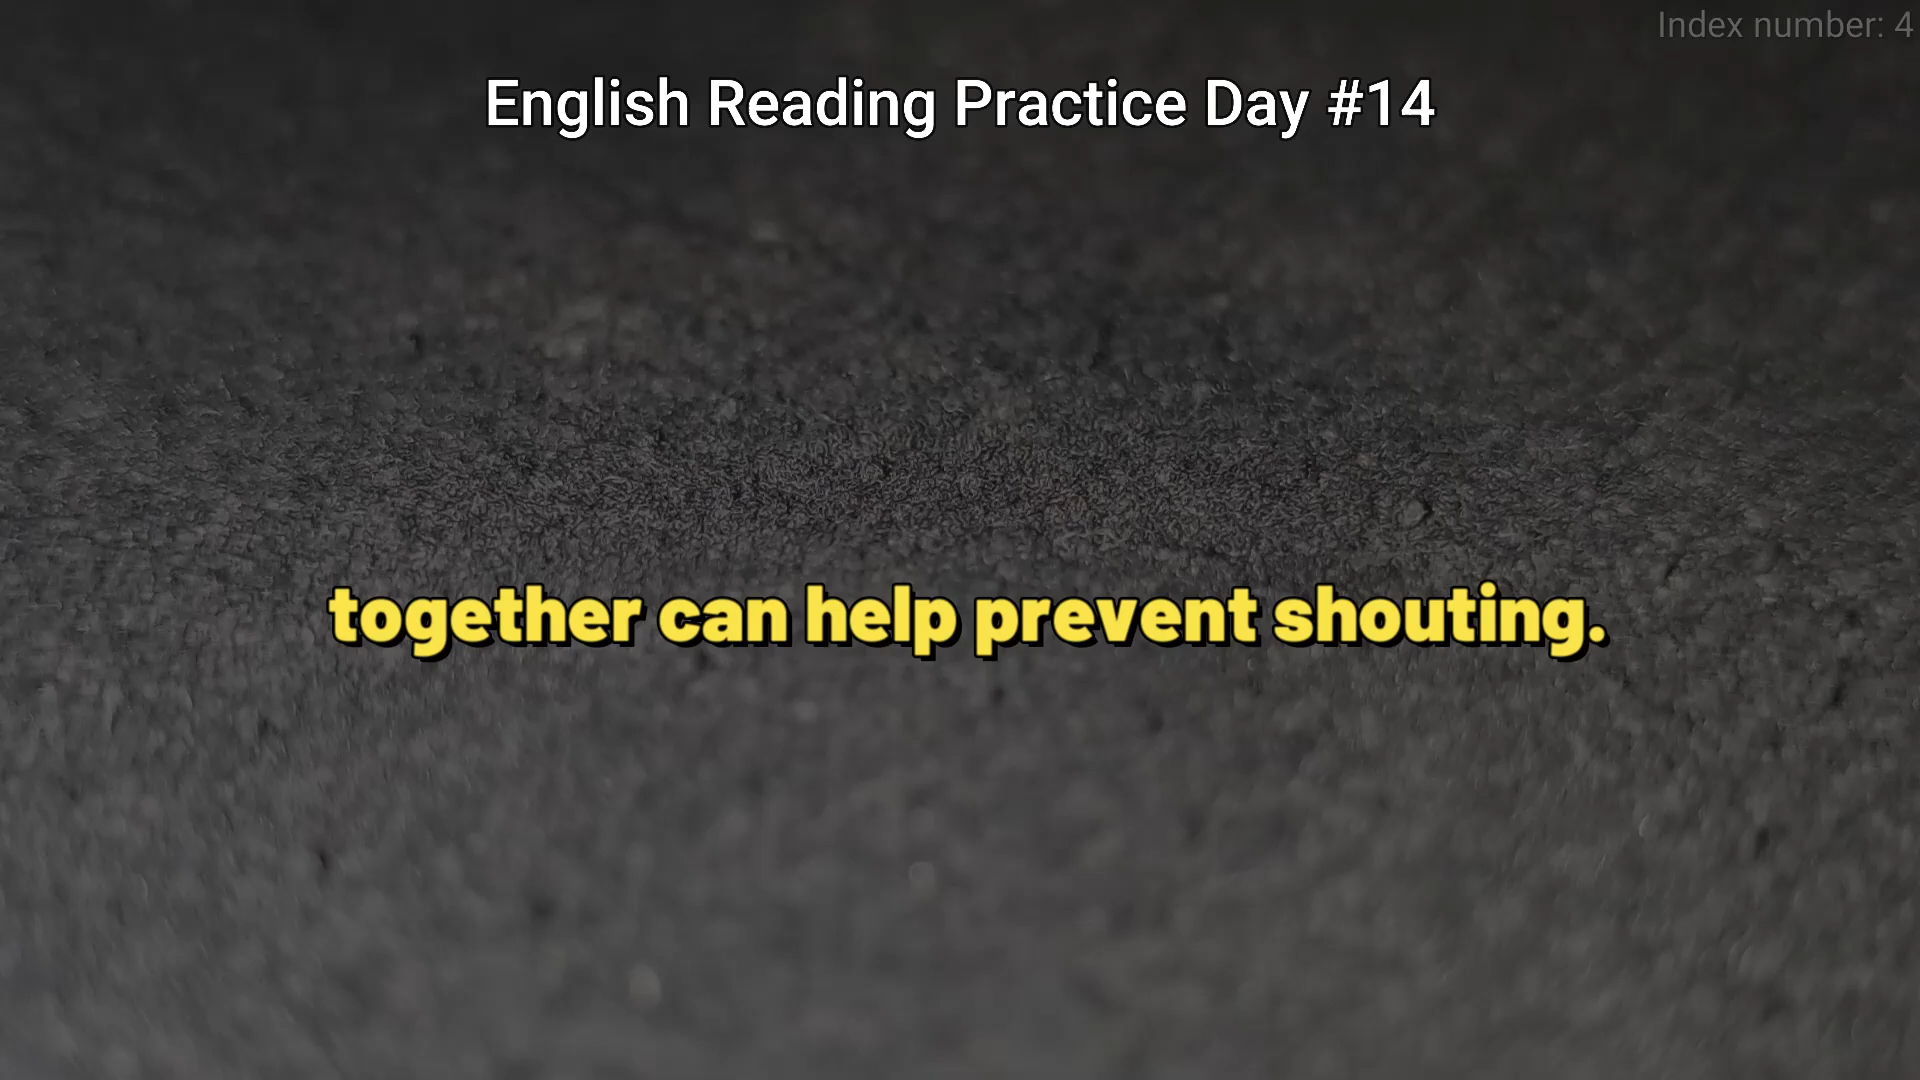 Index number: 4
English Reading Practice Day #14
together can help prevent shouting.